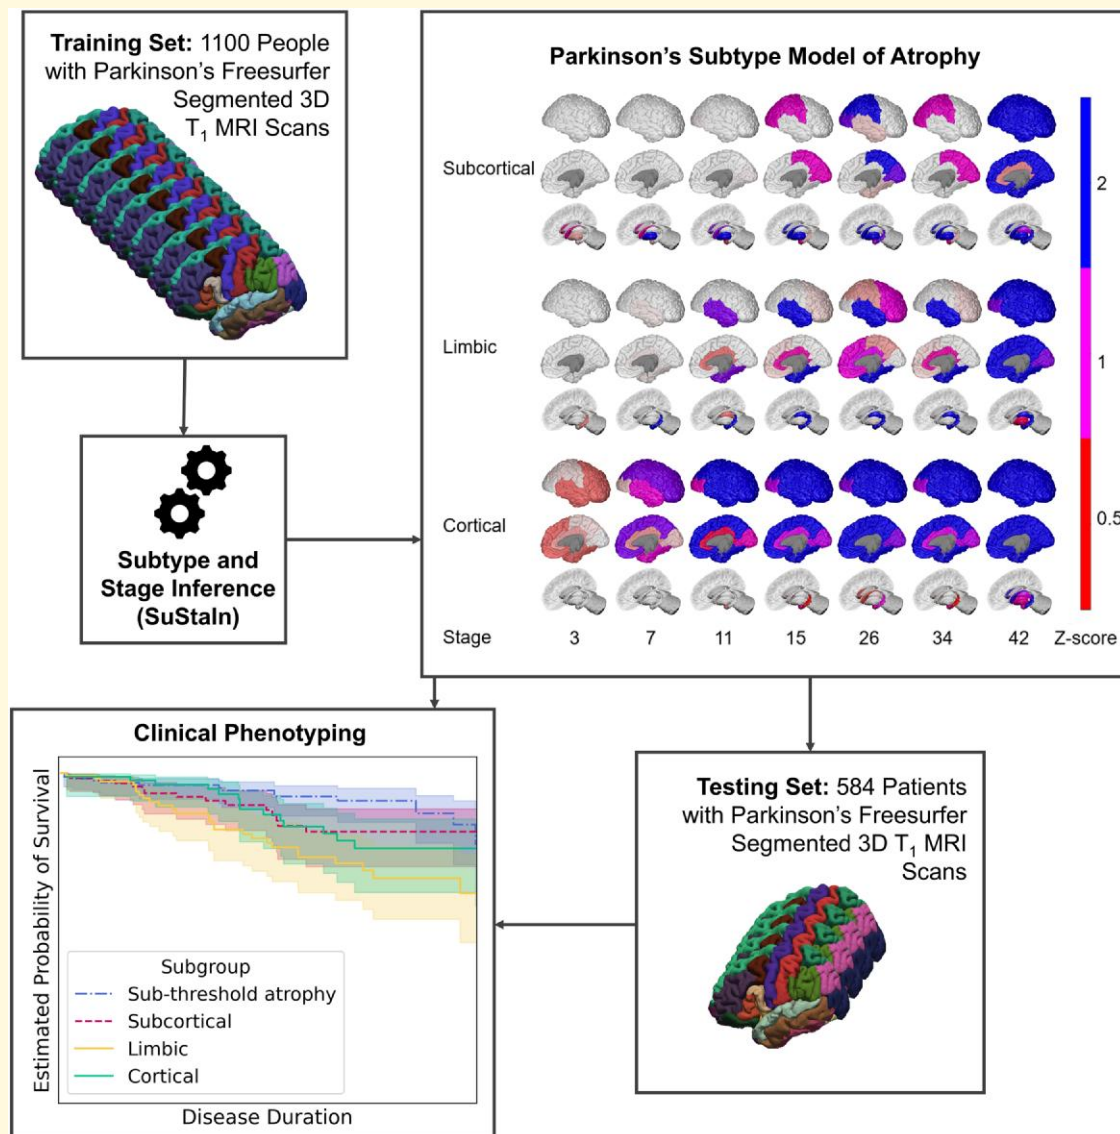 Training Set: 1100 People
with Parkinson's Freesurfer
Segmented 3D
T1 MRI Scans
Parkinson's Subtype Model of Atrophy
Subcortical
Limbic
Cortical
Stage 3 7 11 15 26 34 42 Z-score
2
1
0.5
Subtype and
Stage Inference
(SuStaIn)
Clinical Phenotyping
Estimated Probability of Survival
Subgroup
Sub-threshold atrophy
Subcortical
Limbic
Cortical
Disease Duration
Testing Set: 584 Patients
with Parkinson's Freesurfer
Segmented 3D T1 MRI
Scans